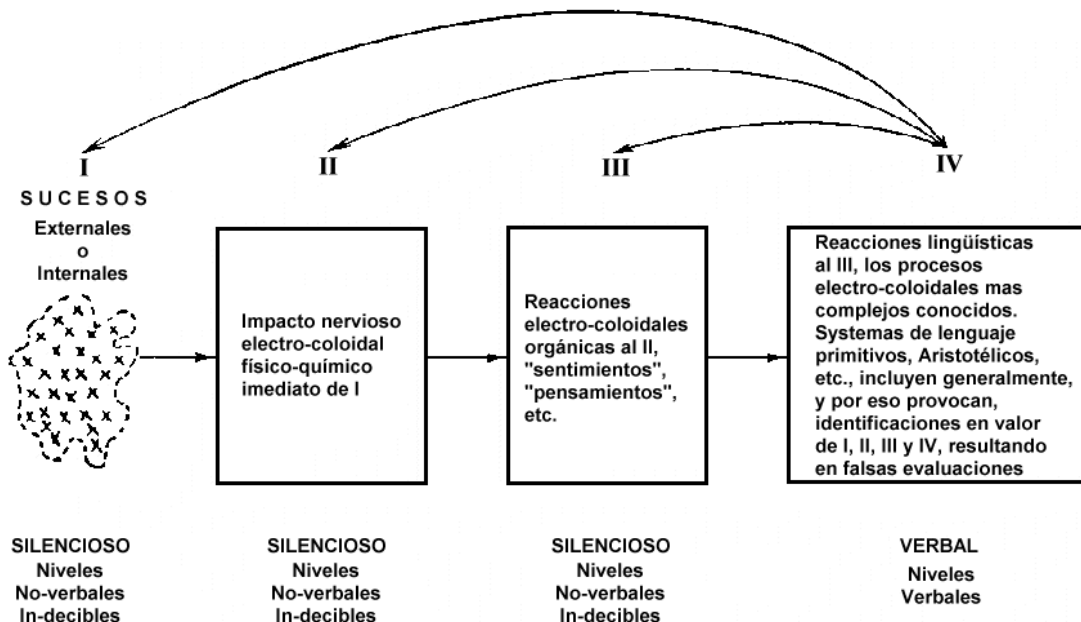 I
II
III
IV
S U C E S O S
Externales
o
Internales
Impacto nervioso
electro-coloidal
físico-químico
imediato de I
Reacciones
electro-coloidales
orgánicas al II,
"sentimientos",
"pensamientos",
etc.
Reacciones lingüísticas
al III, los procesos
electro-coloidales mas
complejos conocidos.
Systemas de lenguaje
primitivos, Aristotélicos,
etc., incluyen generalmente,
y por eso provocan,
identificaciones en valor
de I, II, III y IV, resultando
en falsas evaluaciones
SILENCIOSO
Niveles
No-verbales
In-decibles
SILENCIOSO
Niveles
No-verbales
In-decibles
SILENCIOSO
Niveles
No-verbales
In-decibles
VERBAL
Niveles
Verbales